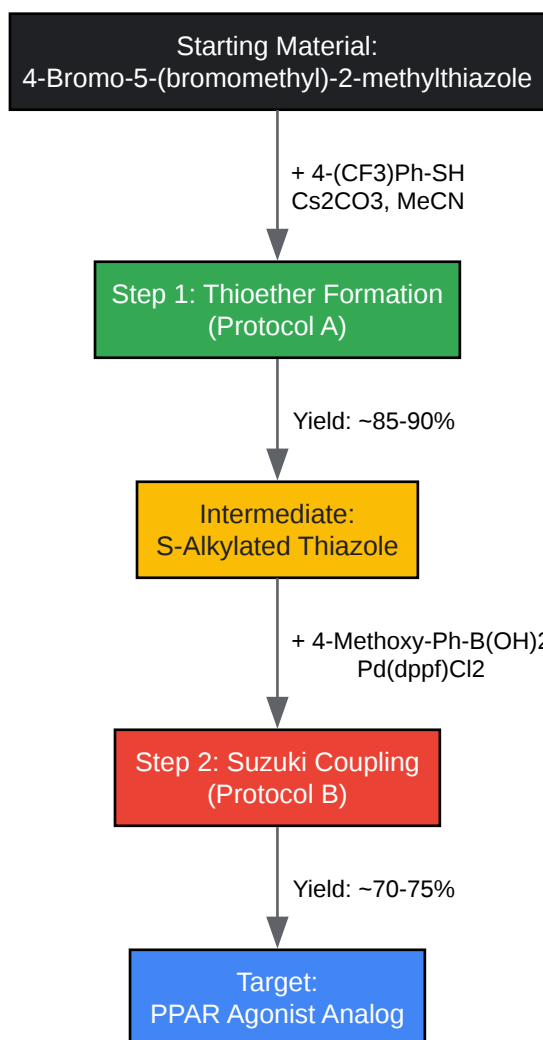 Starting Material:
4-Bromo-5-(bromomethyl)-2-methylthiazole
+ 4-(CF3)Ph-SH
Cs2CO3, MeCN
Step 1: Thioether Formation
(Protocol A)
Yield: ~85-90%
Intermediate:
S-Alkylated Thiazole
+ 4-Methoxy-Ph-B(OH)2
Pd(dppf)Cl2
Step 2: Suzuki Coupling
(Protocol B)
Yield: ~70-75%
Target:
PPAR Agonist Analog